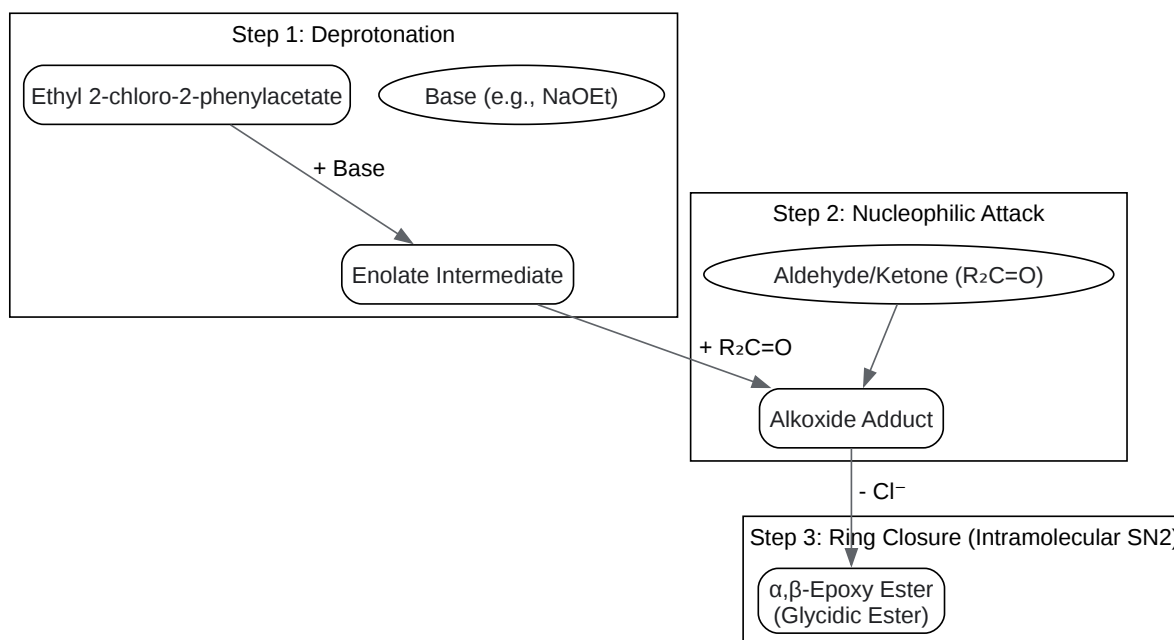 Step 1: Deprotonation
Ethyl 2-chloro-2-phenylacetate
Base (e.g., NaOEt)
+ Base
Enolate Intermediate
Step 2: Nucleophilic Attack
Aldehyde/Ketone (R₂C=O)
+ R₂C=O
Alkoxide Adduct
- Cl⁻
Step 3: Ring Closure (Intramolecular SN2)
α,β-Epoxy Ester
(Glycidic Ester)